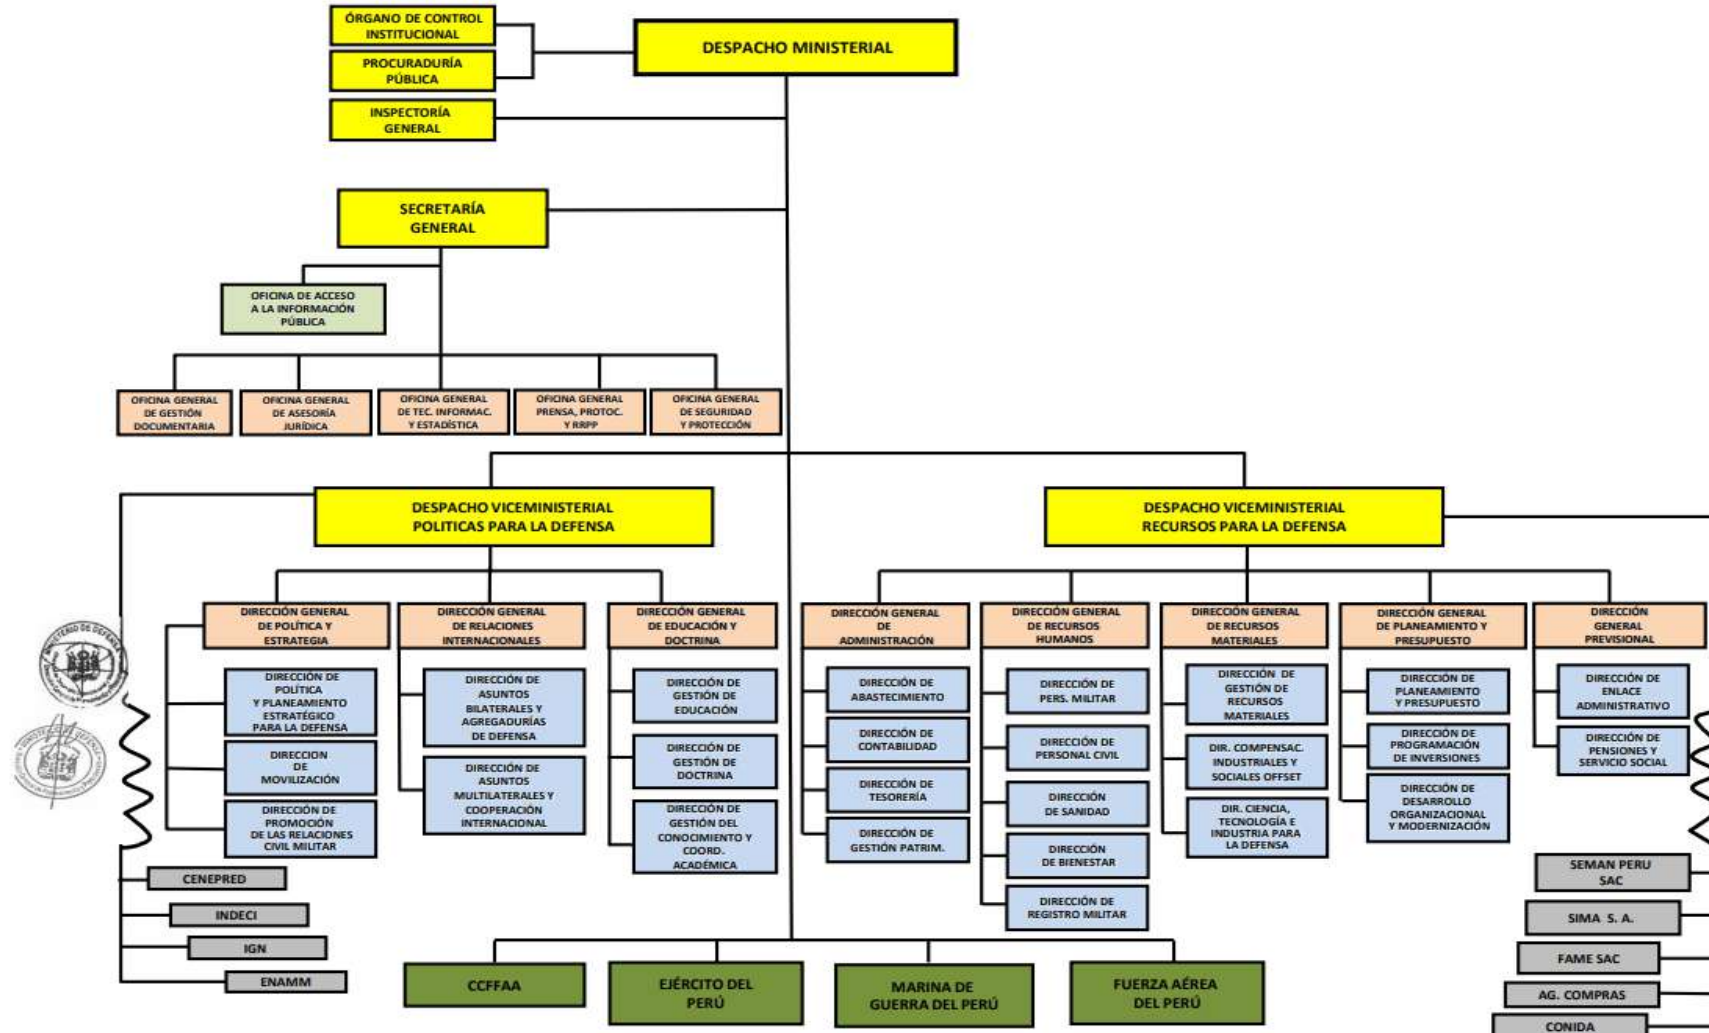 ÓRGANO DE CONTROL
INSTITUCIONAL
DESPACHO MINISTERIAL
PROCURADURÍA
PÚBLICA
INSPECTORÍA
GENERAL
SECRETARÍA
GENERAL
OFICINA DE ACCESO
A LA INFORMACIÓN
PÚBLICA
OFICINA GENERAL
DE GESTIÓN
DOCUMENTARIA
OFICINA GENERAL
DE ASESORÍA
JURÍDICA
OFICINA GENERAL
DE TEC. INFORMAC.
Y ESTADÍSTICA
OFICINA GENERAL
PRENSA, PROTOC.
Y RRPP
OFICINA GENERAL
DE SEGURIDAD
Y PROTECCIÓN
DESPACHO VICEMINISTERIAL
POLITICAS PARA LA DEFENSA
DESPACHO VICEMINISTERIAL
RECURSOS PARA LA DEFENSA
DIRECCIÓN GENERAL
DE POLÍTICA Y
ESTRATEGIA
DIRECCIÓN DE
POLÍTICA
Y PLANEAMIENTO
ESTRATÉGICO
PARA LA DEFENSA
DIRECCION
DE
MOVILIZACIÓN
DIRECCIÓN DE
PROMOCIÓN
DE LAS RELACIONES
CIVIL MILITAR
DIRECCIÓN GENERAL
DE RELACIONES
INTERNACIONALES
DIRECCIÓN DE
ASUNTOS
BILATERALES Y
AGREGADURÍAS
DE DEFENSA
DIRECCIÓN DE
ASUNTOS
MULTILATERALES Y
COOPERACIÓN
INTERNACIONAL
DIRECCIÓN GENERAL
DE EDUCACIÓN Y
DOCTRINA
DIRECCIÓN DE
GESTIÓN DE
EDUCACIÓN
DIRECCIÓN DE
GESTIÓN DE
DOCTRINA
DIRECCIÓN DE
GESTIÓN DEL
CONOCIMIENTO Y
COORD.
ACADÉMICA
DIRECCIÓN GENERAL
DE
ADMINISTRACIÓN
DIRECCIÓN DE
ABASTECIMIENTO
DIRECCIÓN DE
CONTABILIDAD
DIRECCIÓN DE
TESORERÍA
DIRECCIÓN DE
GESTIÓN PATRIM.
DIRECCIÓN GENERAL
DE RECURSOS
HUMANOS
DIRECCIÓN DE
PERS. MILITAR
DIRECCIÓN DE
PERSONAL CIVIL
DIRECCIÓN
DE SANIDAD
DIRECCIÓN
DE BIENESTAR
DIRECCIÓN DE
REGISTRO MILITAR
DIRECCIÓN GENERAL
DE RECURSOS
MATERIALES
DIRECCIÓN DE
GESTIÓN DE
RECURSOS
MATERIALES
DIR. COMPENSAC.
INDUSTRIALES Y
SOCIALES OFFSET
DIR. CIENCIA,
TECNOLOGÍA E
INDUSTRIA PARA
LA DEFENSA
DIRECCIÓN GENERAL
DE PLANEAMIENTO Y
PRESUPUESTO
DIRECCIÓN DE
PLANEAMIENTO
Y PRESUPUESTO
DIRECCIÓN DE
PROGRAMACIÓN
DE INVERSIONES
DIRECCIÓN DE
DESARROLLO
ORGANIZACIONAL
Y MODERNIZACIÓN
DIRECCIÓN
GENERAL
PREVISIONAL
DIRECCIÓN DE
ENLACE
ADMINISTRATIVO
DIRECCIÓN DE
PENSIONES Y
SERVICIO SOCIAL
MINISTERIO DE DEFENSA
CENEPRED
INDECI
IGN
ENAMM
SEMAN PERU
SAC
SIMA S. A.
FAME SAC
AG. COMPRAS
CONIDA
CCFFAA
EJÉRCITO DEL
PERÚ
MARINA DE
GUERRA DEL PERÚ
FUERZA AÉREA
DEL PERÚ